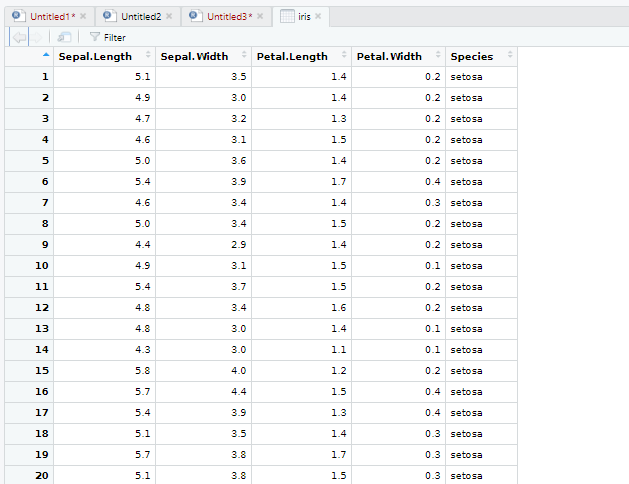 Untitled1* Untitled2 Untitled3* iris
Filter
Sepal.Length Sepal.Width Petal.Length Petal.Width Species
1 5.1 3.5 1.4 0.2 setosa
2 4.9 3.0 1.4 0.2 setosa
3 4.7 3.2 1.3 0.2 setosa
4 4.6 3.1 1.5 0.2 setosa
5 5.0 3.6 1.4 0.2 setosa
6 5.4 3.9 1.7 0.4 setosa
7 4.6 3.4 1.4 0.3 setosa
8 5.0 3.4 1.5 0.2 setosa
9 4.4 2.9 1.4 0.2 setosa
10 4.9 3.1 1.5 0.1 setosa
11 5.4 3.7 1.5 0.2 setosa
12 4.8 3.4 1.6 0.2 setosa
13 4.8 3.0 1.4 0.1 setosa
14 4.3 3.0 1.1 0.1 setosa
15 5.8 4.0 1.2 0.2 setosa
16 5.7 4.4 1.5 0.4 setosa
17 5.4 3.9 1.3 0.4 setosa
18 5.1 3.5 1.4 0.3 setosa
19 5.7 3.8 1.7 0.3 setosa
20 5.1 3.8 1.5 0.3 setosa